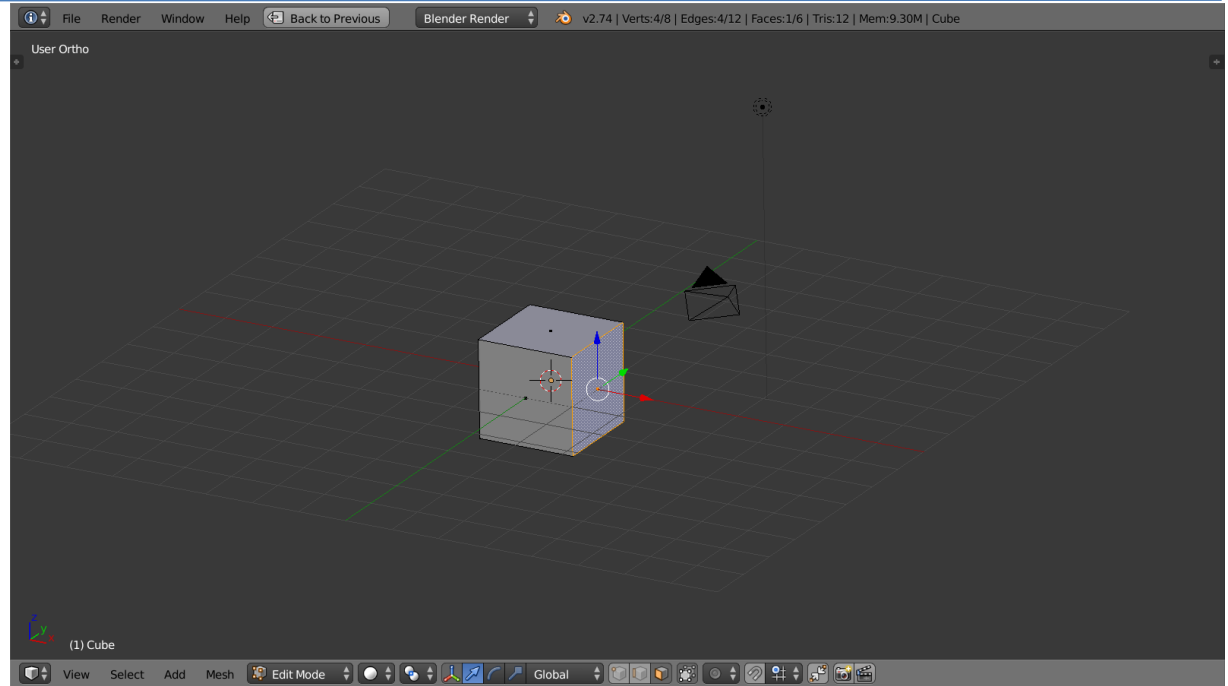 File Render Window Help Back to Previous Blender Render v2.74 | Verts:4/8 | Edges:4/12 | Faces:1/6 | Tris:12 | Mem:9.30M | Cube
User Ortho
z
y
x
(1) Cube
View Select Add Mesh Edit Mode Global